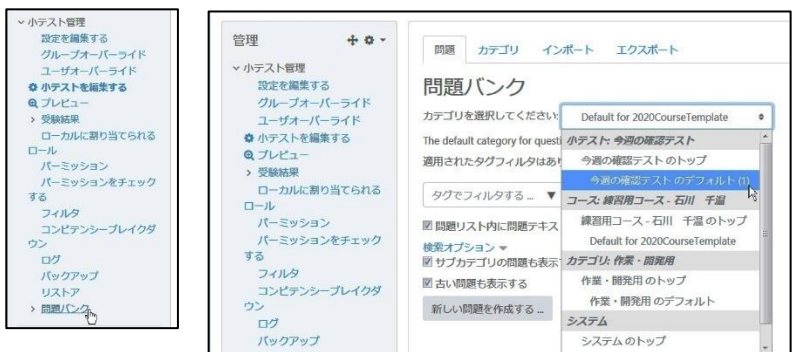 小テスト管理
設定を編集する
グループオーバーライド
ユーザオーバーライド
小テストを編集する
プレビュー
受験結果
ローカルに割り当てられる
ロール
パーミッション
パーミッションをチェック
する
フィルタ
コンピテンシーブレイクダ
ウン
ログ
バックアップ
リストア
問題バンク
管理
小テスト管理
設定を編集する
グループオーバーライド
ユーザオーバーライド
小テストを編集する
プレビュー
受験結果
ローカルに割り当てられる
ロール
パーミッション
パーミッションをチェック
する
フィルタ
コンピテンシーブレイクダ
ウン
ログ
バックアップ
問題 カテゴリ インポート エクスポート
問題バンク
カテゴリを選択してください:
Default for 2020CourseTemplate
The default category for questi
適用されたタグフィルタはあり
タグでフィルタする ...
問題リスト内に問題テキス
検索オプション
サブカテゴリの問題も表示
古い問題も表示する
新しい問題を作成する ...
小テスト: 今週の確認テスト
今週の確認テスト のトップ
今週の確認テスト のデフォルト (1)
コース: 練習用コース - 石川 千温
練習用コース - 石川 千温 のトップ
Default for 2020CourseTemplate
カテゴリ: 作業・開発用
作業・開発用 のトップ
作業・開発用 のデフォルト
システム
システム のトップ